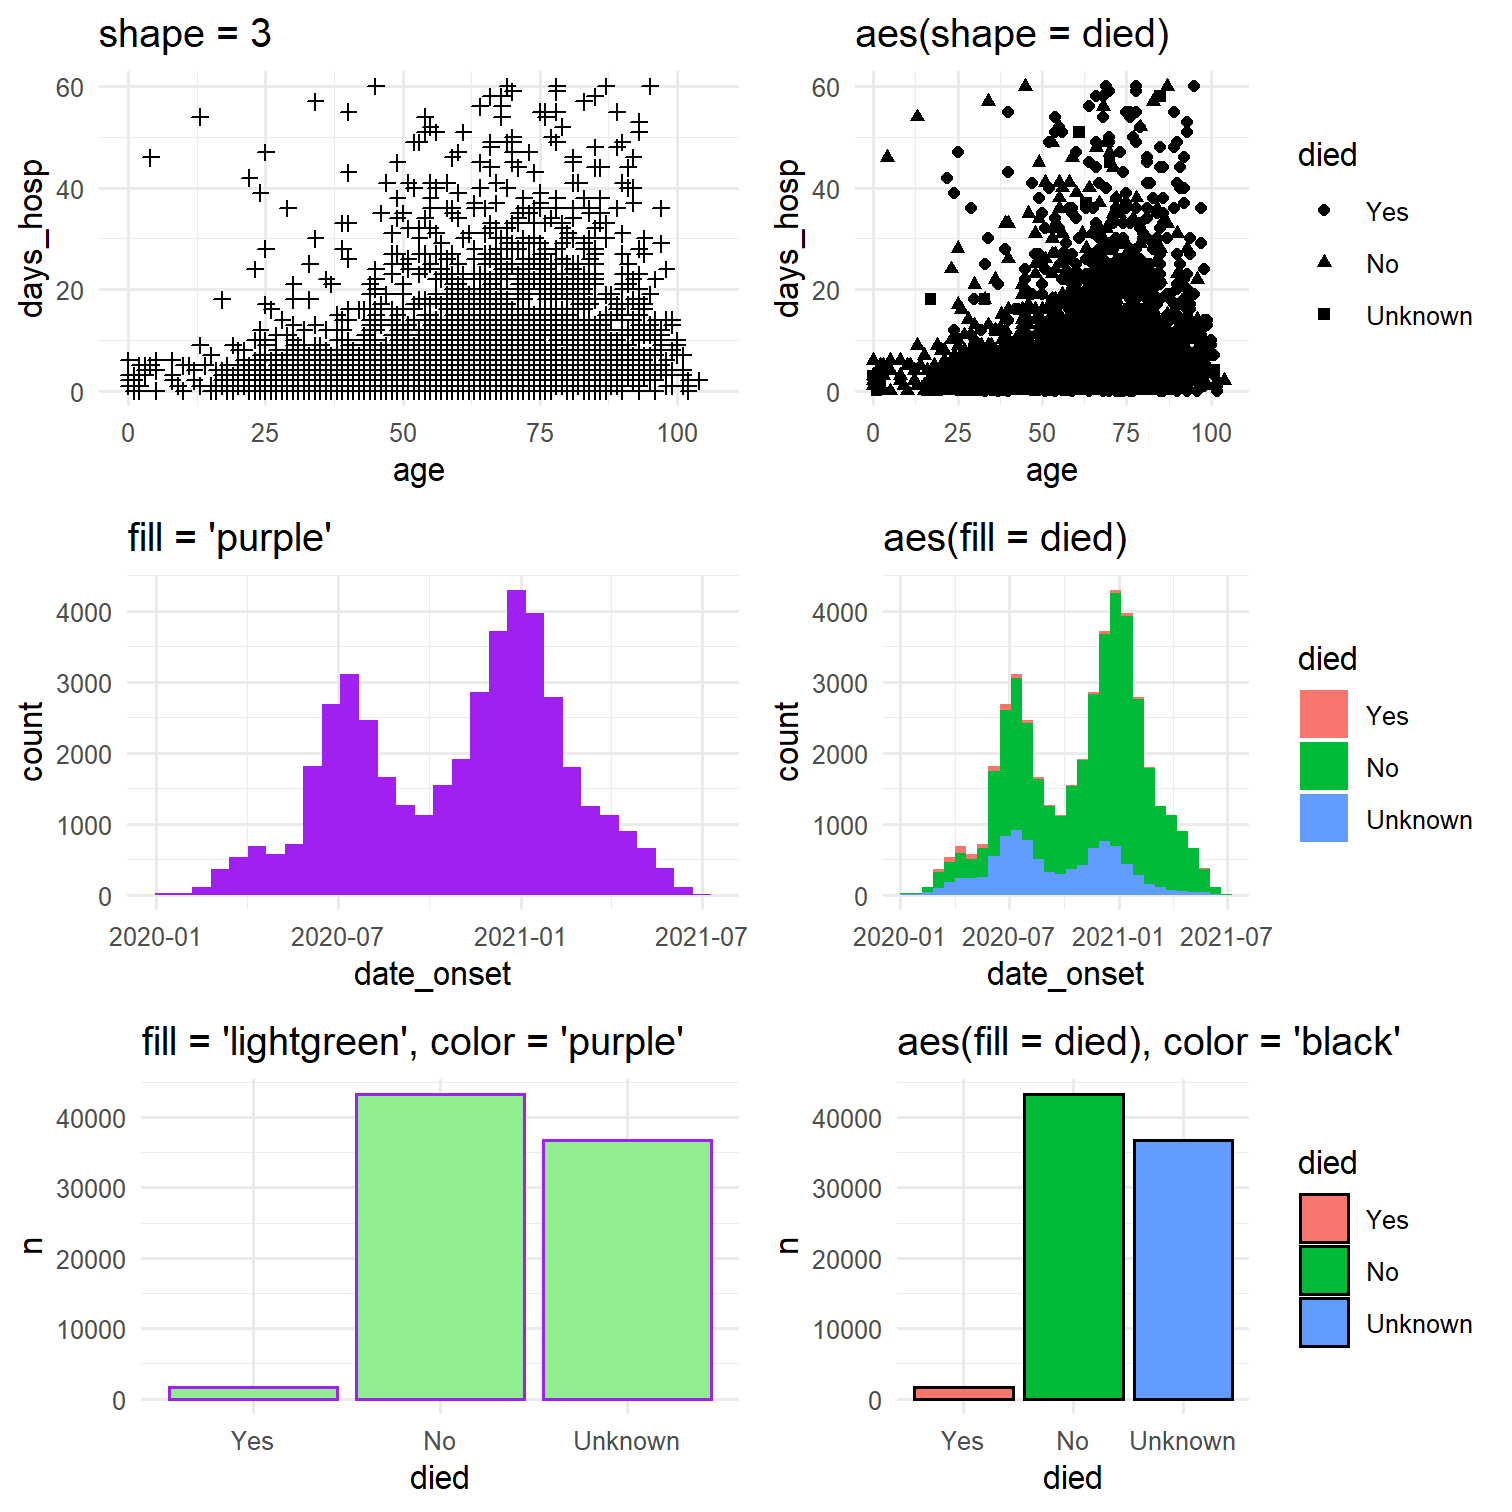 shape = 3
60
40
20
0
days_hosp
0 25 50 75 100
age
aes(shape = died)
60
40
20
0
days_hosp
0 25 50 75 100
age
died
Yes
No
Unknown
fill = 'purple'
4000
3000
2000
1000
0
count
2020-01 2020-07 2021-01 2021-07
date_onset
aes(fill = died)
4000
3000
2000
1000
0
count
2020-01 2020-07 2021-01 2021-07
date_onset
died
Yes
No
Unknown
fill = 'lightgreen', color = 'purple'
40000
30000
20000
10000
0
n
Yes No Unknown
died
aes(fill = died), color = 'black'
40000
30000
20000
10000
0
n
Yes No Unknown
died
died
Yes
No
Unknown